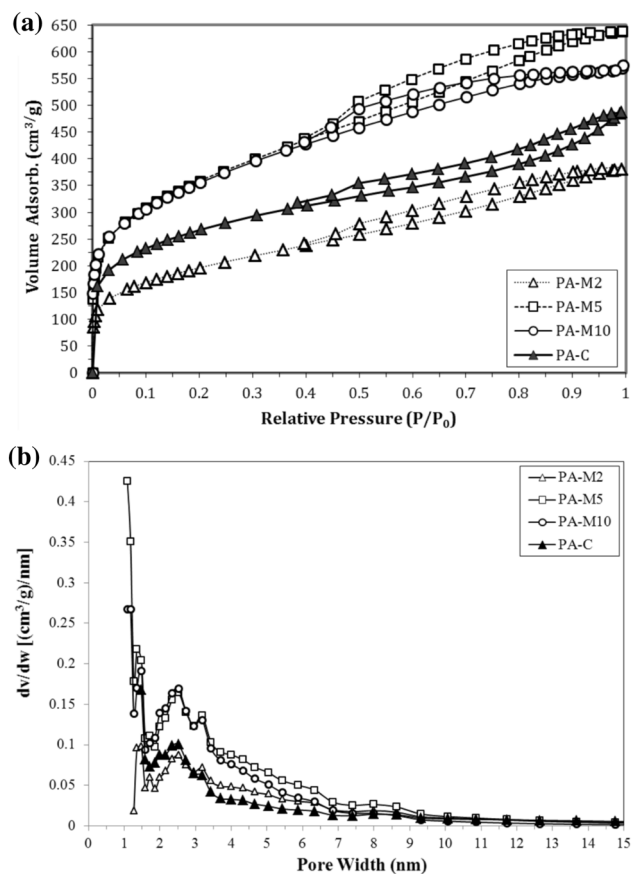 (a)
650
600
550
500
450
400
350
300
250
200
150
100
50
0
Volume Adsorb. (cm³/g)
PA-M2
PA-M5
PA-M10
PA-C
0 0.1 0.2 0.3 0.4 0.5 0.6 0.7 0.8 0.9 1
Relative Pressure (P/P₀)
(b)
0.45
0.4
0.35
0.3
0.25
0.2
0.15
0.1
0.05
0
dv/dw [(cm³/g)/nm]
PA-M2
PA-M5
PA-M10
PA-C
0 1 2 3 4 5 6 7 8 9 10 11 12 13 14 15
Pore Width (nm)